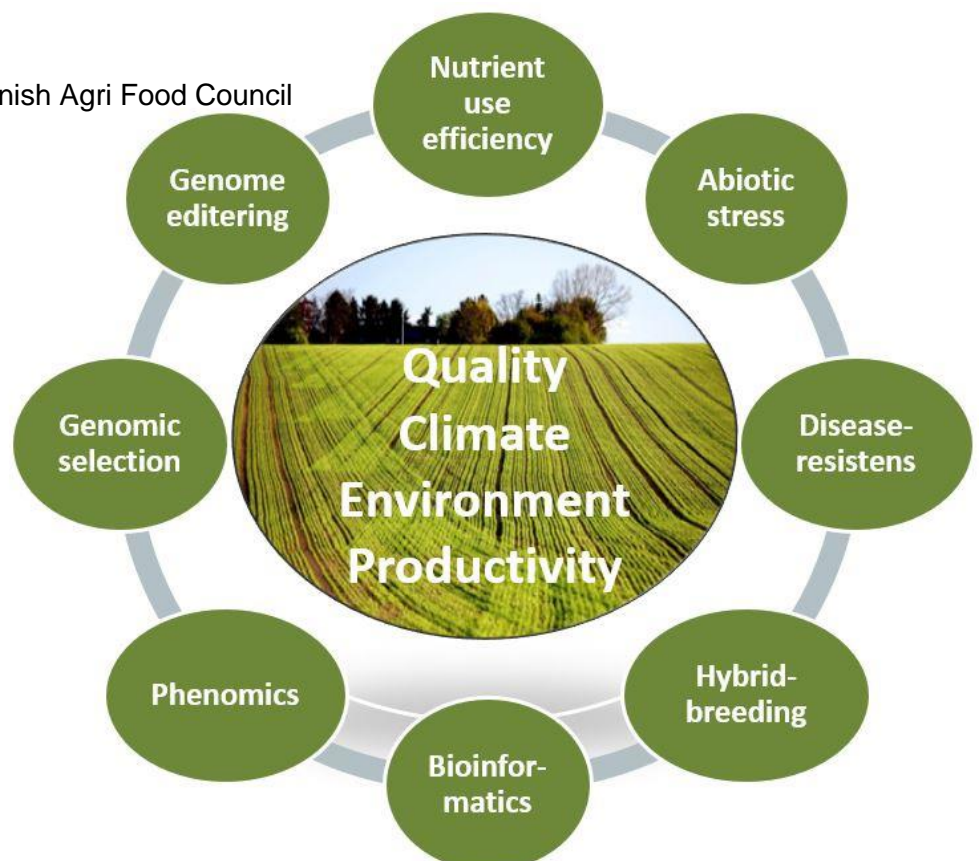 Nutrient
use
efficiency
nish Agri Food Council
Genome
editering
Abiotic
stress
Quality
Climate
Environment
Productivity
Genomic
selection
Disease-
resistens
Phenomics
Hybrid-
breeding
Bioinfor-
matics